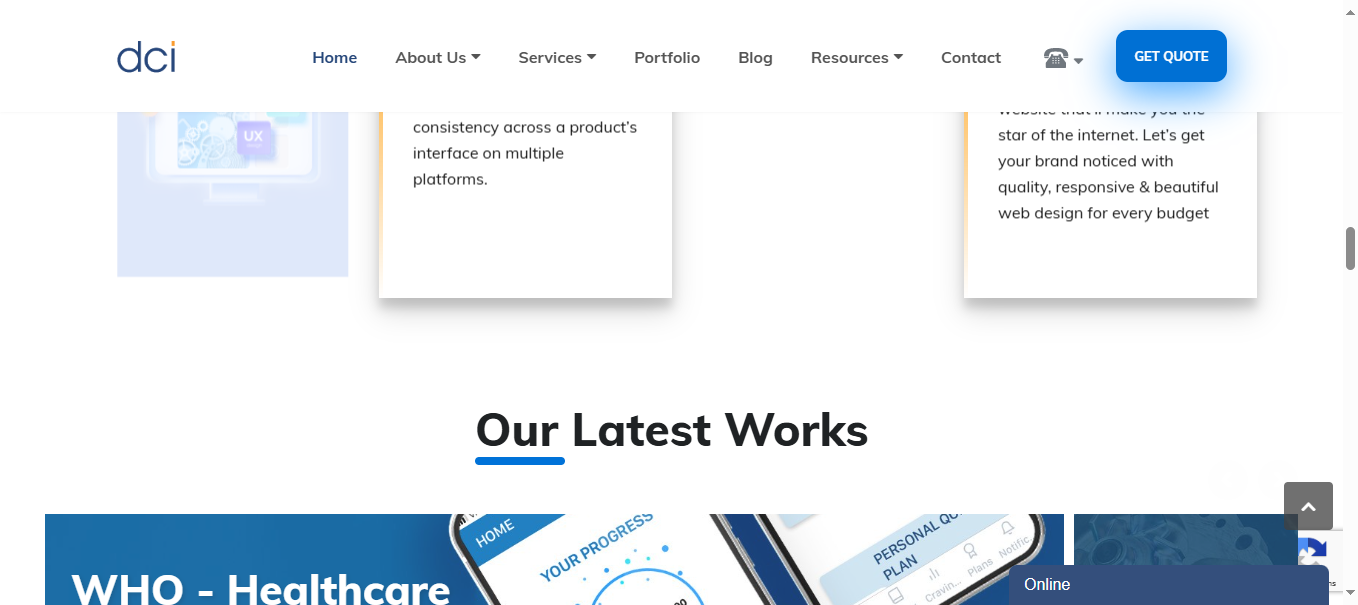 dci
Home
About Us
Services
Portfolio
Blog
Resources
Contact
GET QUOTE
UX
consistency across a product's
interface on multiple
platforms.
website that'll make you the
star of the internet. Let's get
your brand noticed with
quality, responsive & beautiful
web design for every budget
Our Latest Works
WHO - Healthcare
HOME
YOUR PROGRESS
PERSONAL QU
PLAN
Cravin...
Plans
Notific
Online